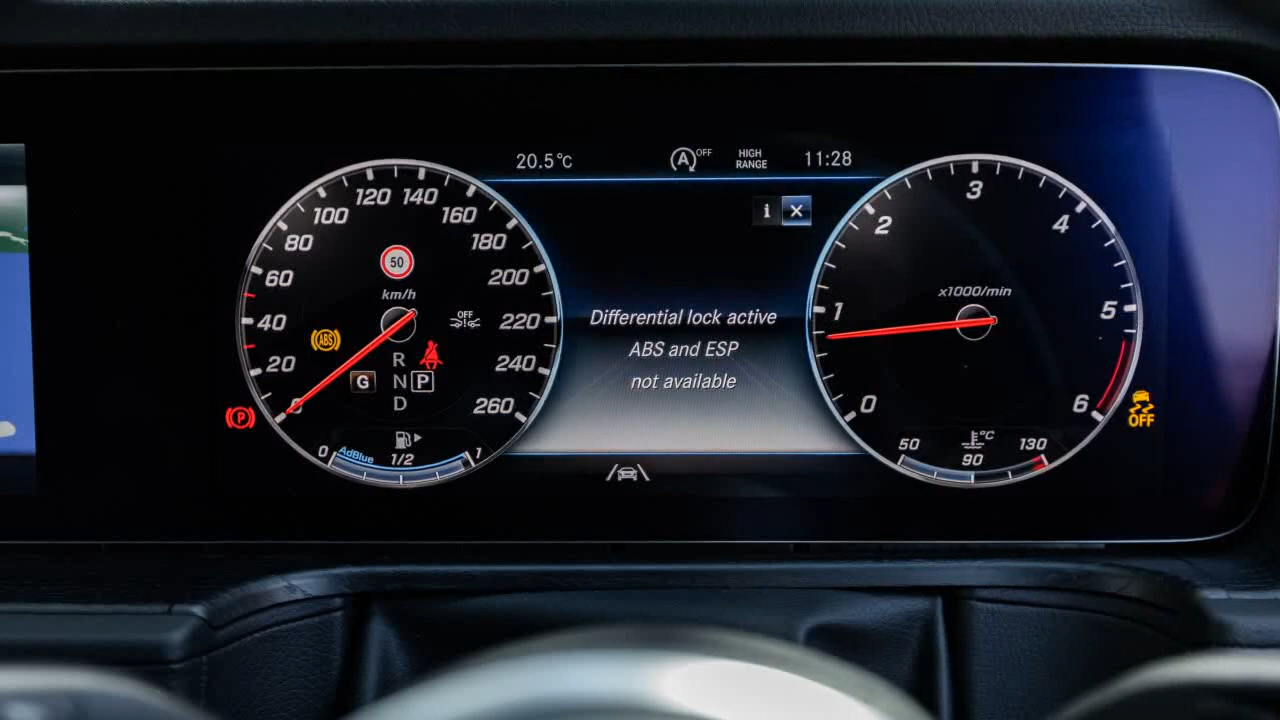 20.5°C
OFF
A
HIGH
RANGE
11:28
i
0
20
40
60
80
100
120
140
160
180
200
220
240
260
50
km/h
OFF
ABS
R
N
D
G
P
P
0
AdBlue
1/2
1
Differential lock active
ABS and ESP
not available
0
1
2
3
4
5
6
x1000/min
50
°C
90
130
OFF